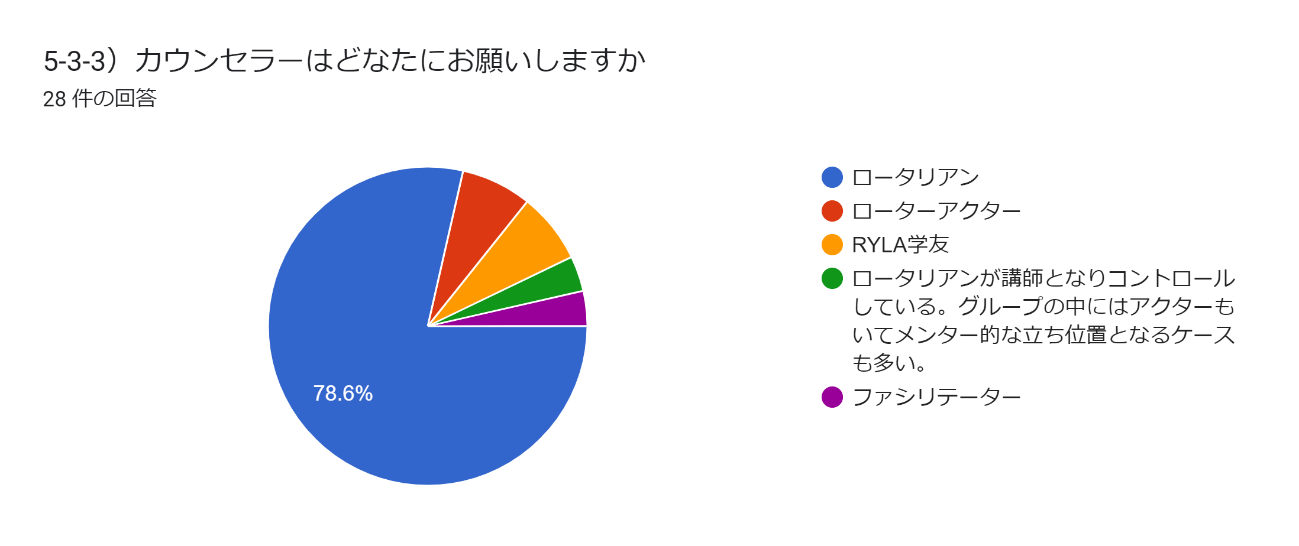 5-3-3）カウンセラーはどなたにお願いしますか
28 件の回答
78.6%
ロータリアン
ローターアクター
RYLA学友
ロータリアンが講師となりコントロール
している。グループの中にはアクターも
いてメンター的な立ち位置となるケース
も多い。
ファシリテーター